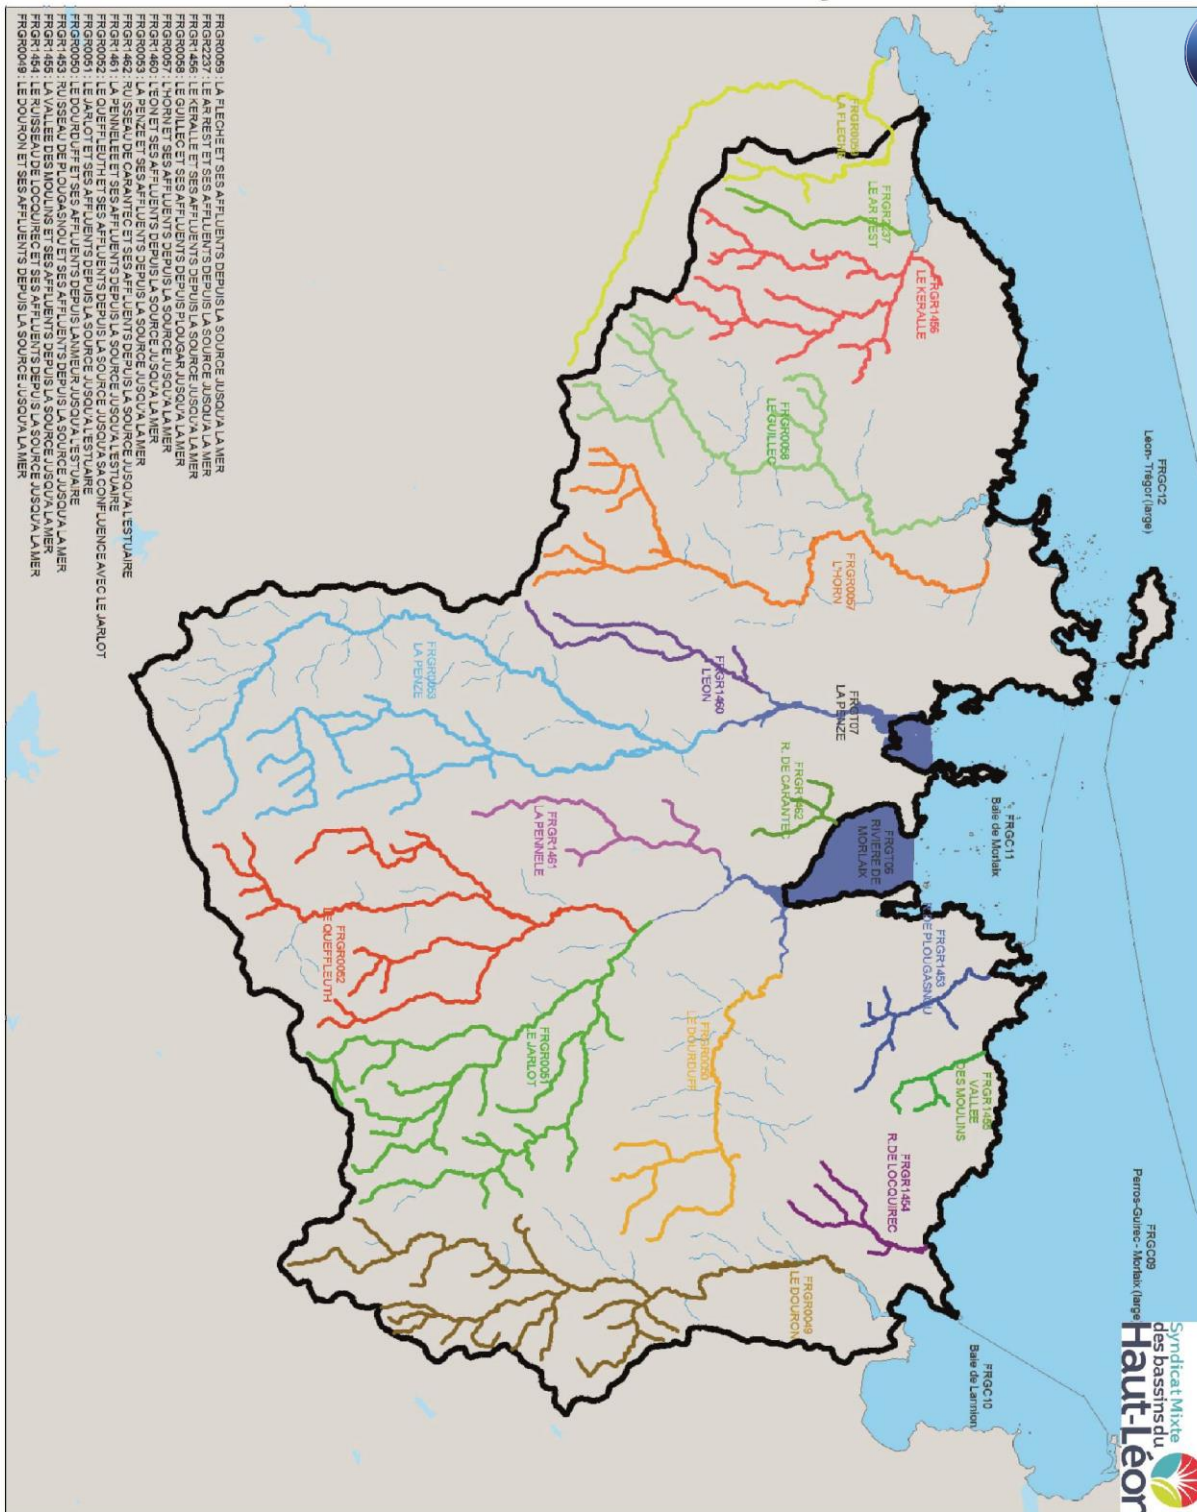 FRGC12
Léon- Trégor (large)
FRGC09
Perros-Guirec - Morlaix (large)
Syndicat Mixte
des bassins du
Haut-Léon
FRGC11
Baie de Morlaix
FRGC10
Baie de Lannion
FRGR0059
LA FLECHE
FRGR2237
LE AR REST
FRGR1456
LE KERALLE
FRGR0058
LE GUILLEC
FRGR0057
L'HORN
FRGT07
LA PENZE
FRGR1460
L'EON
FRGR0053
LA PENZE
FRGR1462
R. DE CARANTEC
FRGT06
RIVIERE DE
MORLAIX
FRGR1461
LA PENNELE
FRGR0052
LE QUEFFLEUTH
FRGR0051
LE JARLOT
FRGR0050
LE DOURDUFF
FRGR1453
DE PLOUGASNOU
FRGR1455
VALLEE
DES MOULINS
FRGR1454
R.DE LOCQUIREC
FRGR0049
LE DOURON
FRGR0059 : LA FLECHE ET SES AFFLUENTS DEPUIS LA SOURCE JUSQU'A LA MER
FRGR2237 : LE AR REST ET SES AFFLUENTS DEPUIS LA SOURCE JUSQU'A LA MER
FRGR1456 : LE KERALLE ET SES AFFLUENTS DEPUIS LA SOURCE JUSQU'A LA MER
FRGR0058 : LE GUILLEC ET SES AFFLUENTS DEPUIS PLOUGAR JUSQU'A LA MER
FRGR0057 : L'HORN ET SES AFFLUENTS DEPUIS LA SOURCE JUSQU'A LA MER
FRGR1460 : L'EON ET SES AFFLUENTS DEPUIS LA SOURCE JUSQU'A LA MER
FRGR0053 : LA PENZE ET SES AFFLUENTS DEPUIS LA SOURCE JUSQU'A LA MER
FRGR1462 : RUISSEAU DE CARANTEC ET SES AFFLUENTS DEPUIS LA SOURCE JUSQU'A L'ESTUAIRE
FRGR1461 : LA PENNELEE ET SES AFFLUENTS DEPUIS LA SOURCE JUSQU'A L'ESTUAIRE
FRGR0052 : LE QUEFFLEUTH ET SES AFFLUENTS DEPUIS LA SOURCE JUSQU'A SA CONFLUENCE AVEC LE JARLOT
FRGR0051 : LE JARLOT ET SES AFFLUENTS DEPUIS LA SOURCE JUSQU'A L'ESTUAIRE
FRGR0050 : LE DOURDUFF ET SES AFFLUENTS DEPUIS LANMEUR JUSQU'A L'ESTUAIRE
FRGR1453 : RUISSEAU DE PLOUGASNOU ET SES AFFLUENTS DEPUIS LA SOURCE JUSQU'A LA MER
FRGR1455 : LA VALLEE DES MOULINS ET SES AFFLUENTS DEPUIS LA SOURCE JUSQU'A LA MER
FRGR1454 : LE RUISSEAU DE LOCQUIREC ET SES AFFLUENTS DEPUIS LA SOURCE JUSQU'A LA MER
FRGR0049 : LE DOURON ET SES AFFLUENTS DEPUIS LA SOURCE JUSQU'A LA MER